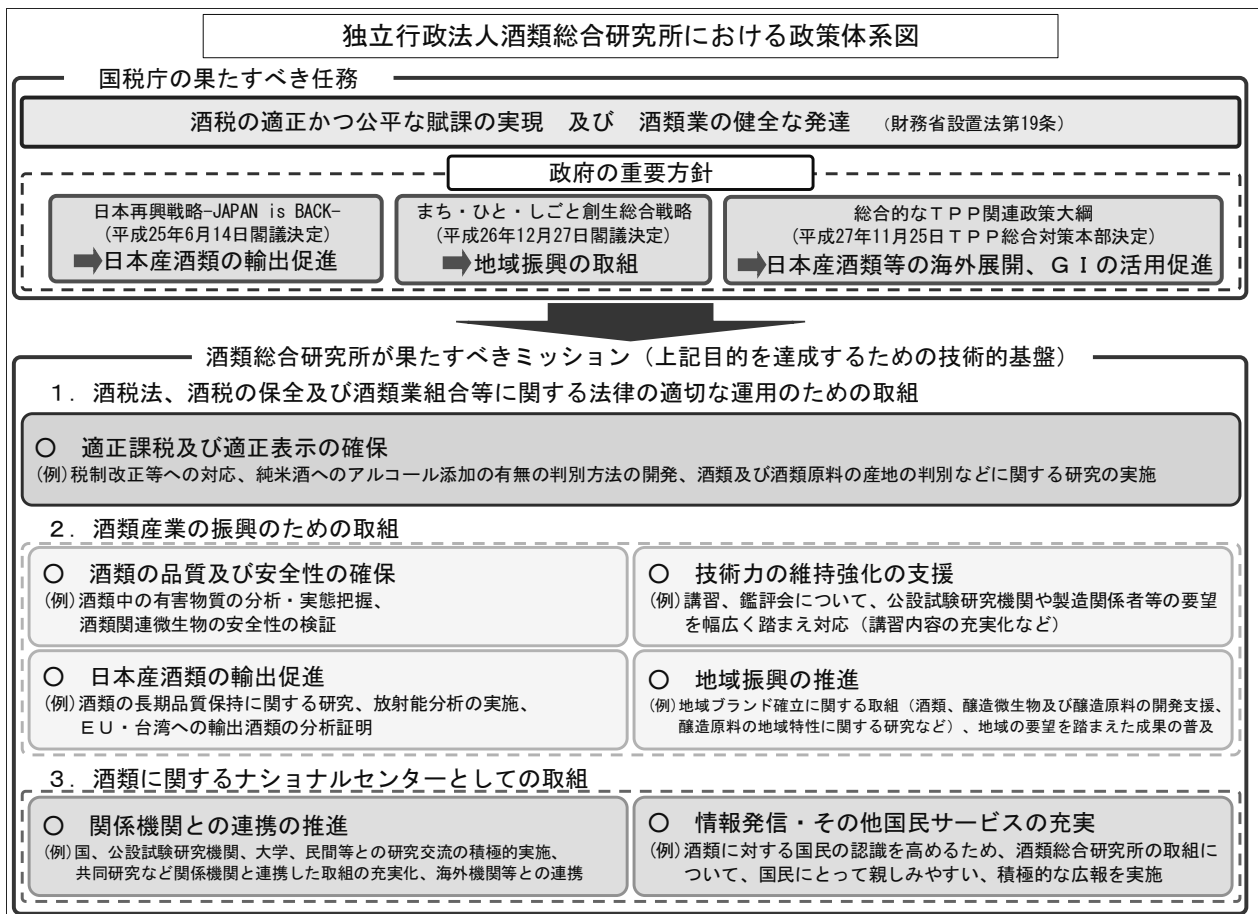 独立行政法人酒類総合研究所における政策体系図
国税庁の果たすべき任務
酒税の適正かつ公平な賦課の実現　及び　酒類業の健全な発達　（財務省設置法第19条）
政府の重要方針
日本再興戦略-JAPAN is BACK-
(平成25年6月14日閣議決定)
➡日本産酒類の輸出促進
まち・ひと・しごと創生総合戦略
(平成26年12月27日閣議決定)
➡地域振興の取組
総合的なＴＰＰ関連政策大綱
(平成27年11月25日ＴＰＰ総合対策本部決定)
➡日本産酒類等の海外展開、ＧＩの活用促進
酒類総合研究所が果たすべきミッション（上記目的を達成するための技術的基盤）
１．酒税法、酒税の保全及び酒類業組合等に関する法律の適切な運用のための取組
○　適正課税及び適正表示の確保
(例)税制改正等への対応、純米酒へのアルコール添加の有無の判別方法の開発、酒類及び酒類原料の産地の判別などに関する研究の実施
２．酒類産業の振興のための取組
○　酒類の品質及び安全性の確保
(例)酒類中の有害物質の分析・実態把握、
酒類関連微生物の安全性の検証
○　技術力の維持強化の支援
(例)講習、鑑評会について、公設試験研究機関や製造関係者等の要望
を幅広く踏まえ対応（講習内容の充実化など）
○　日本産酒類の輸出促進
(例)酒類の長期品質保持に関する研究、放射能分析の実施、
ＥＵ・台湾への輸出酒類の分析証明
○　地域振興の推進
(例)地域ブランド確立に関する取組（酒類、醸造微生物及び醸造原料の開発支援、
醸造原料の地域特性に関する研究など）、地域の要望を踏まえた成果の普及
３．酒類に関するナショナルセンターとしての取組
○　関係機関との連携の推進
(例)国、公設試験研究機関、大学、民間等との研究交流の積極的実施、
共同研究など関係機関と連携した取組の充実化、海外機関等との連携
○　情報発信・その他国民サービスの充実
(例)酒類に対する国民の認識を高めるため、酒類総合研究所の取組に
ついて、国民にとって親しみやすい、積極的な広報を実施